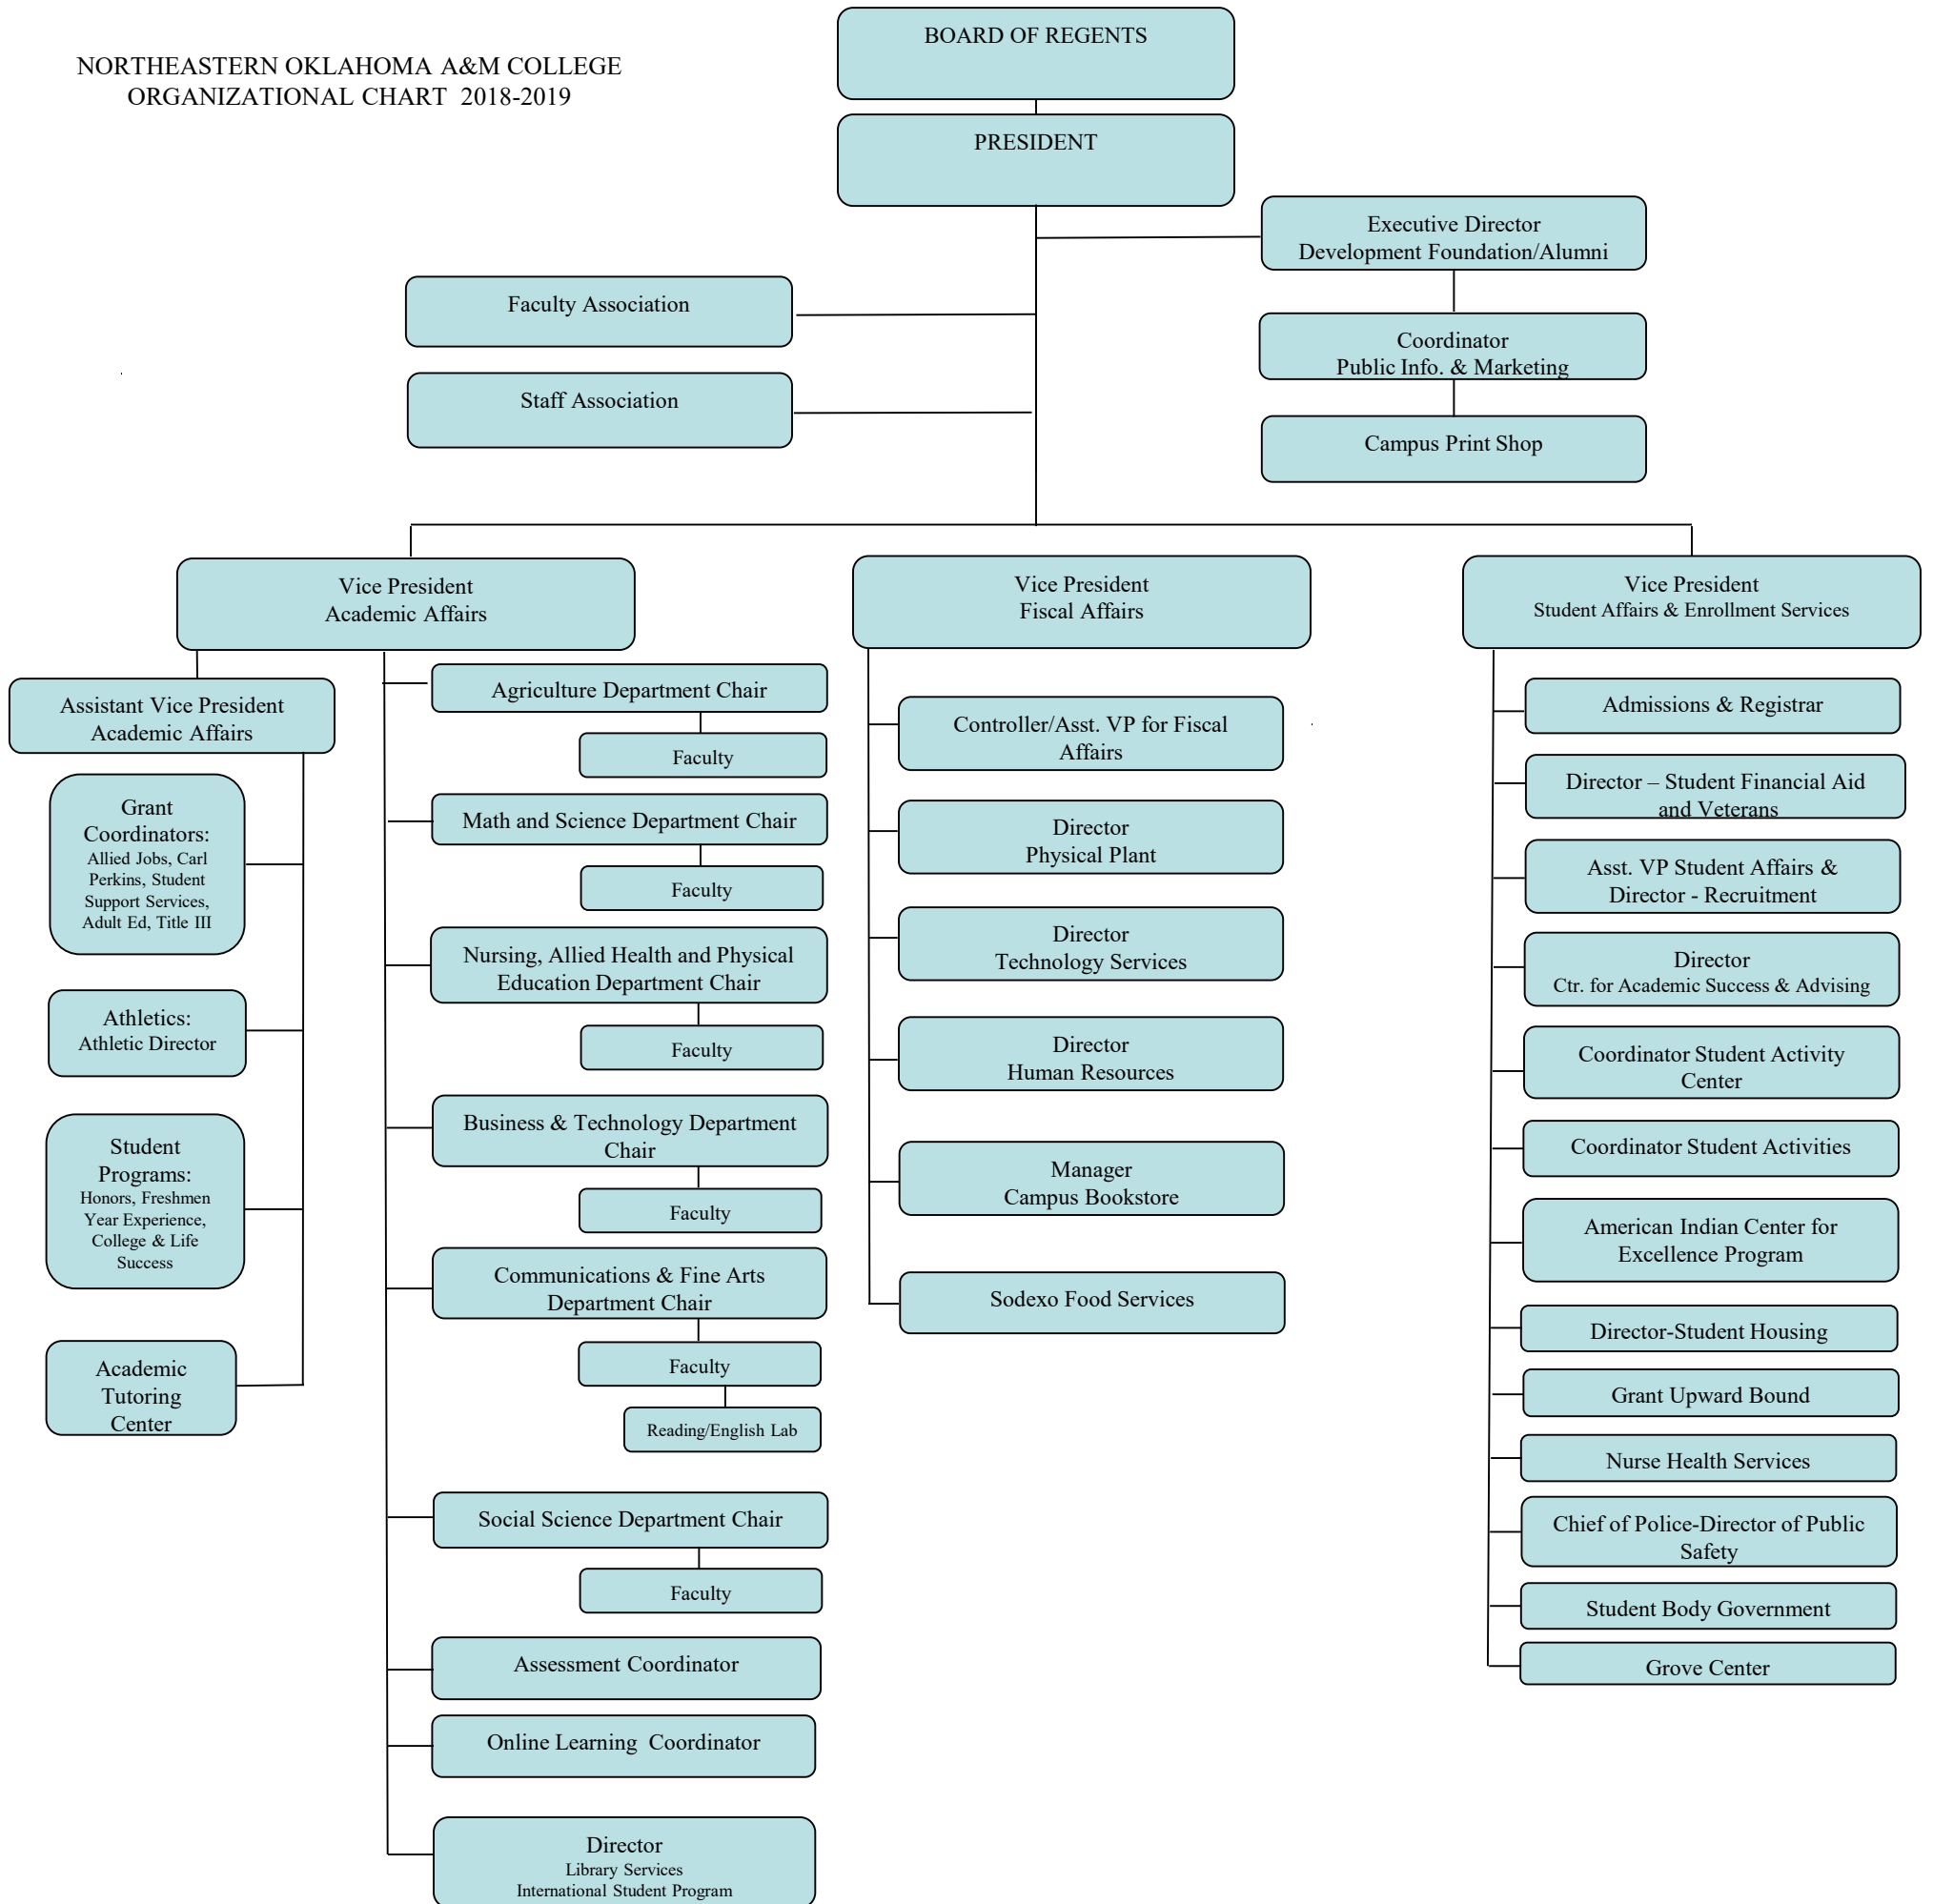 NORTHEASTERN OKLAHOMA A&M COLLEGE
ORGANIZATIONAL CHART 2018-2019
BOARD OF REGENTS
PRESIDENT
Executive Director
Development Foundation/Alumni
Faculty Association
Coordinator
Public Info. & Marketing
Staff Association
Campus Print Shop
Vice President
Academic Affairs
Assistant Vice President
Academic Affairs
Grant
Coordinators:
Allied Jobs, Carl
Perkins, Student
Support Services,
Adult Ed, Title III
Athletics:
Athletic Director
Student
Programs:
Honors, Freshmen
Year Experience,
College & Life
Success
Academic
Tutoring
Center
Agriculture Department Chair
Faculty
Math and Science Department Chair
Faculty
Nursing, Allied Health and Physical
Education Department Chair
Faculty
Business & Technology Department
Chair
Faculty
Communications & Fine Arts
Department Chair
Faculty
Reading/English Lab
Social Science Department Chair
Faculty
Assessment Coordinator
Online Learning Coordinator
Director
Library Services
International Student Program
Vice President
Fiscal Affairs
Controller/Asst. VP for Fiscal
Affairs
Director
Physical Plant
Director
Technology Services
Director
Human Resources
Manager
Campus Bookstore
Sodexo Food Services
Vice President
Student Affairs & Enrollment Services
Admissions & Registrar
Director – Student Financial Aid
and Veterans
Asst. VP Student Affairs &
Director - Recruitment
Director
Ctr. for Academic Success & Advising
Coordinator Student Activity
Center
Coordinator Student Activities
American Indian Center for
Excellence Program
Director-Student Housing
Grant Upward Bound
Nurse Health Services
Chief of Police-Director of Public
Safety
Student Body Government
Grove Center